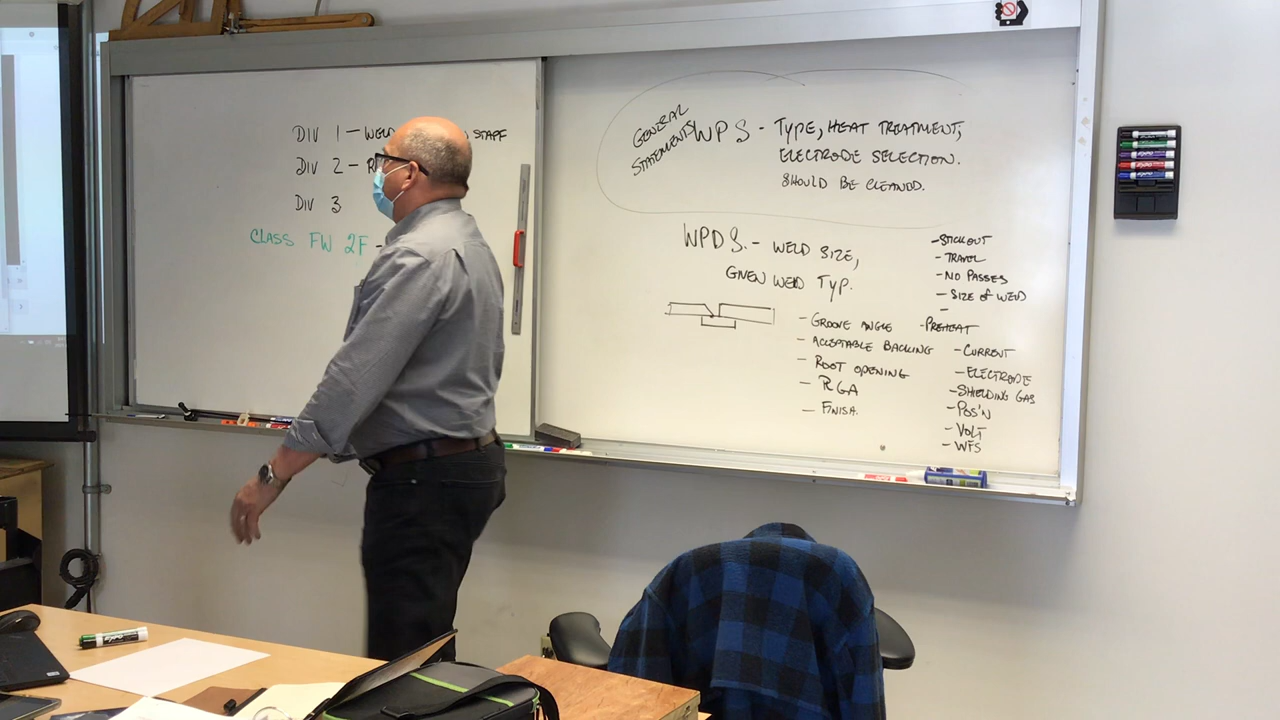 DIV 1 - WELD STAFF
DIV 2 - R
DIV 3
CLASS FW 2F -
GENERAL
STATEMENTS
WPS - TYPE, HEAT TREATMENT,
ELECTRODE SELECTION.
SHOULD BE CLEANED.
WPDS. - WELD SIZE,
GIVEN WELD TYP.
- GROOVE ANGLE
- ACCEPTABLE BACKING
- ROOT OPENING
- RGA
- FINISH.
- STICKOUT
- TRAVEL
- NO PASSES
- SIZE OF WELD
-
- PREHEAT
- CURRENT
- ELECTRODE
- SHIELDING GAS
- POS'N
- VOLT
- WFS